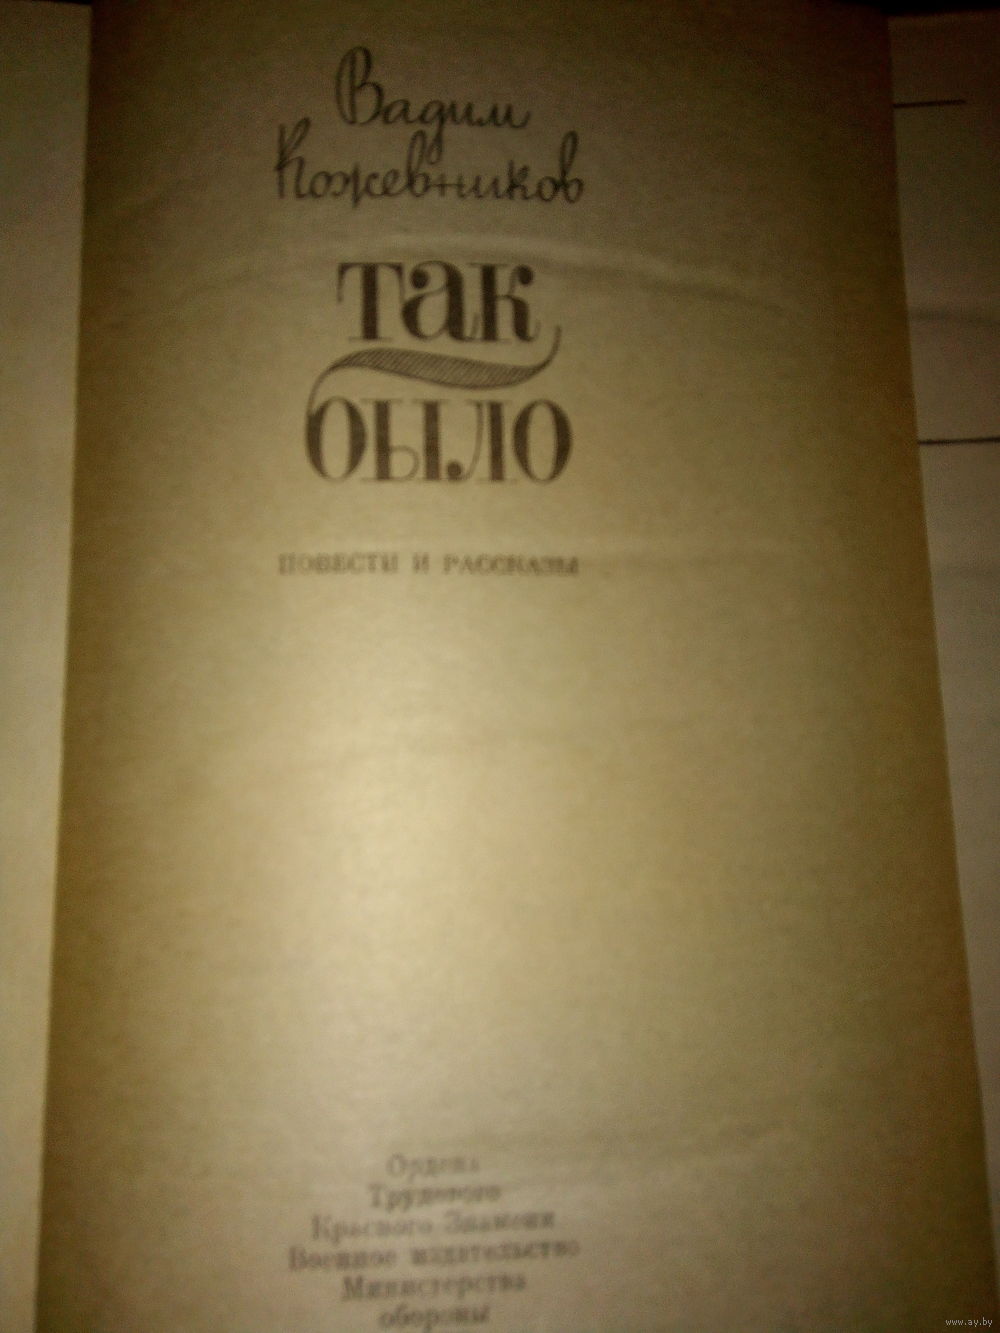 Вадим
Кожевников
так
было
ПОВЕСТИ И РАССКАЗЫ
Ордена
Трудового
Красного Знамени
Военное издательство
Министерства
обороны
www.ay.by